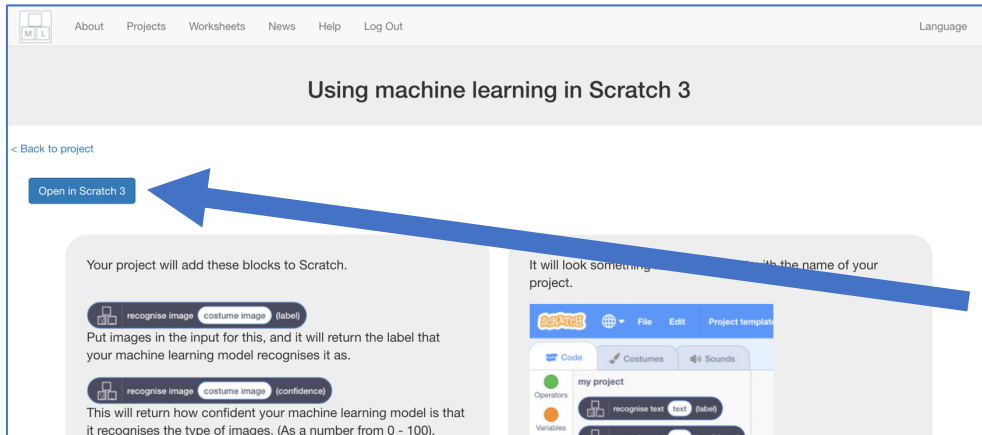 M L
About Projects Worksheets News Help Log Out Language
Using machine learning in Scratch 3
< Back to project
Open in Scratch 3
Your project will add these blocks to Scratch.
recognise image costume image (label)
Put images in the input for this, and it will return the label that
your machine learning model recognises it as.
recognise image costume image (confidence)
This will return how confident your machine learning model is that
it recognises the type of images. (As a number from 0 - 100).
It will look something with the name of your
project.
SCRATCH File Edit Project templat
Code Costumes Sounds
Operators
Variables
my project
recognise text text (label)